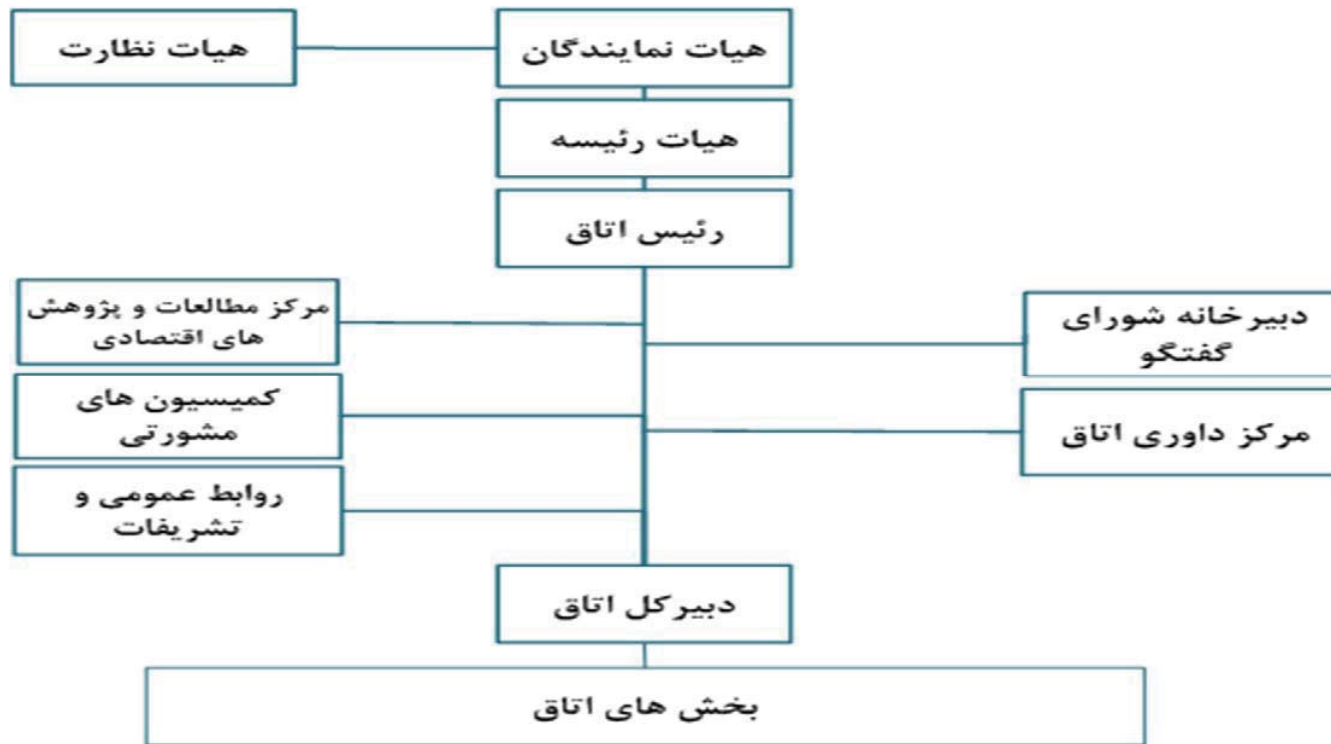 هیات نمایندگان
هیات نظارت
هیات رئیسه
رئیس اتاق
دبیرخانه شورای
گفتگو
مرکز مطالعات و پژوهش
های اقتصادی
مرکز داوری اتاق
کمیسیون های
مشورتی
روابط عمومی و
تشریفات
دبیرکل اتاق
بخش های اتاق